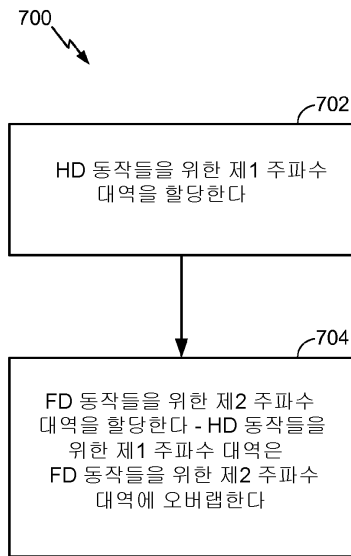 700
702
HD 동작들을 위한 제1 주파수
대역을 할당한다
704
FD 동작들을 위한 제2 주파수
대역을 할당한다 - HD 동작들을
위한 제1 주파수 대역은
FD 동작들을 위한 제2 주파수
대역에 오버랩한다